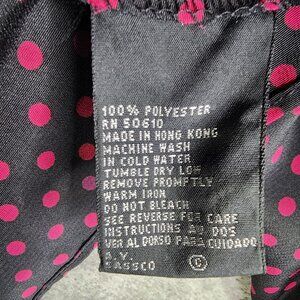 100% POLYESTER
RN 50610
MADE IN HONG KONG
MACHINE WASH
IN COLD WATER
TUMBLE DRY LOW
REMOVE PROMPTLY
WARM IRON
DO NOT BLEACH
SEE REVERSE FOR CARE
INSTRUCTIONS AU DOS
VER AL DORSO PARA CUIDADO
SASSCO